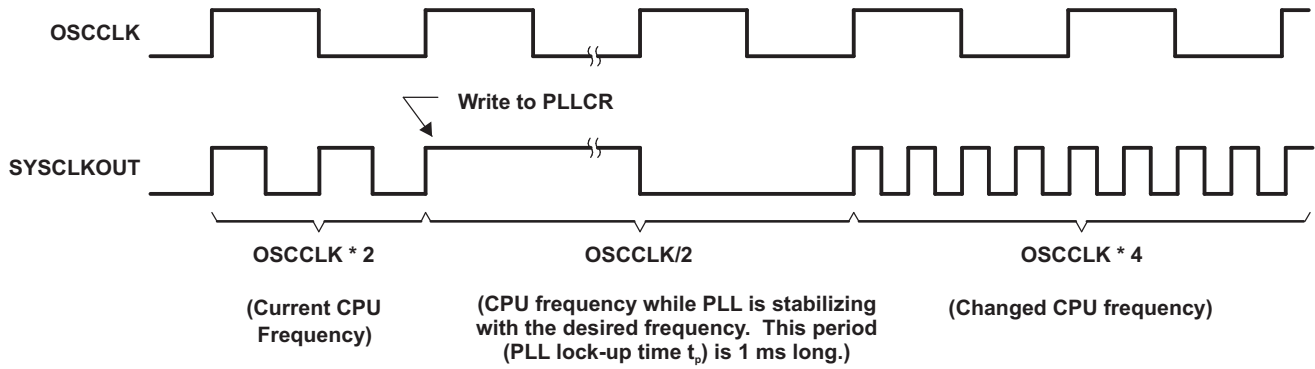 OSCCLK
Write to PLLCR
SYSCLKOUT
OSCCLK * 2
(Current CPU
Frequency)
OSCCLK/2
(CPU frequency while PLL is stabilizing
with the desired frequency. This period
(PLL lock-up time tp) is 1 ms long.)
OSCCLK * 4
(Changed CPU frequency)